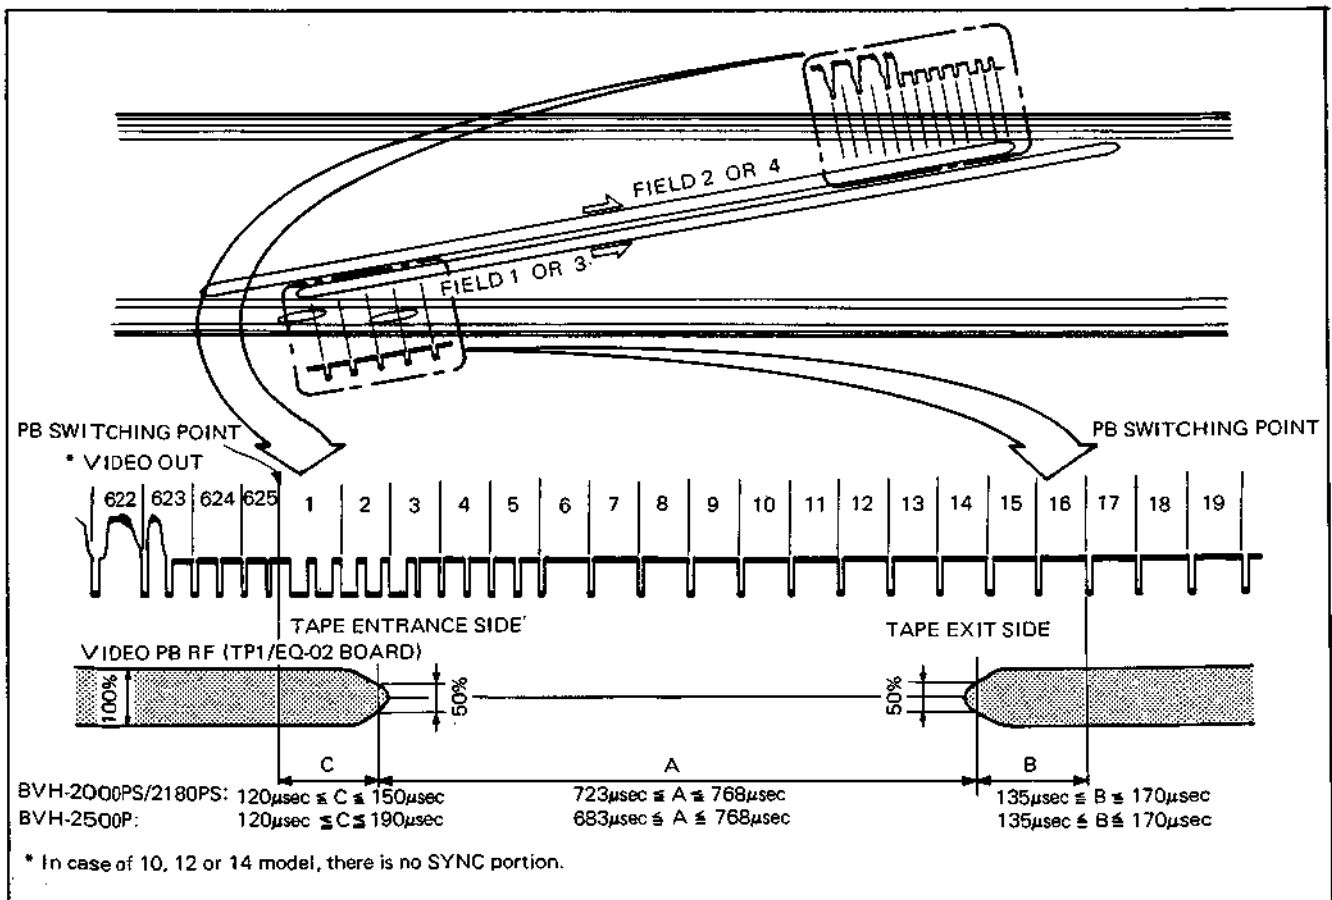 FIELD 2 OR 4
FIELD 1 OR 3.
PB SWITCHING POINT
PB SWITCHING POINT
* VIDEO OUT
622 623 624 625 1 2 3 4 5 6 7 8 9 10 11 12 13 14 15 16 17 18 19
TAPE ENTRANCE SIDE
TAPE EXIT SIDE
VIDEO PB RF (TP1/EQ-02 BOARD)
100%
50%
50%
C A B
BVH-2000PS/2180PS: 120μsec ≦ C ≦ 150μsec 723μsec ≦ A ≦ 768μsec 135μsec ≦ B ≦ 170μsec
BVH-2500P: 120μsec ≦ C ≦ 190μsec 683μsec ≦ A ≦ 768μsec 135μsec ≦ B ≦ 170μsec
* In case of 10, 12 or 14 model, there is no SYNC portion.